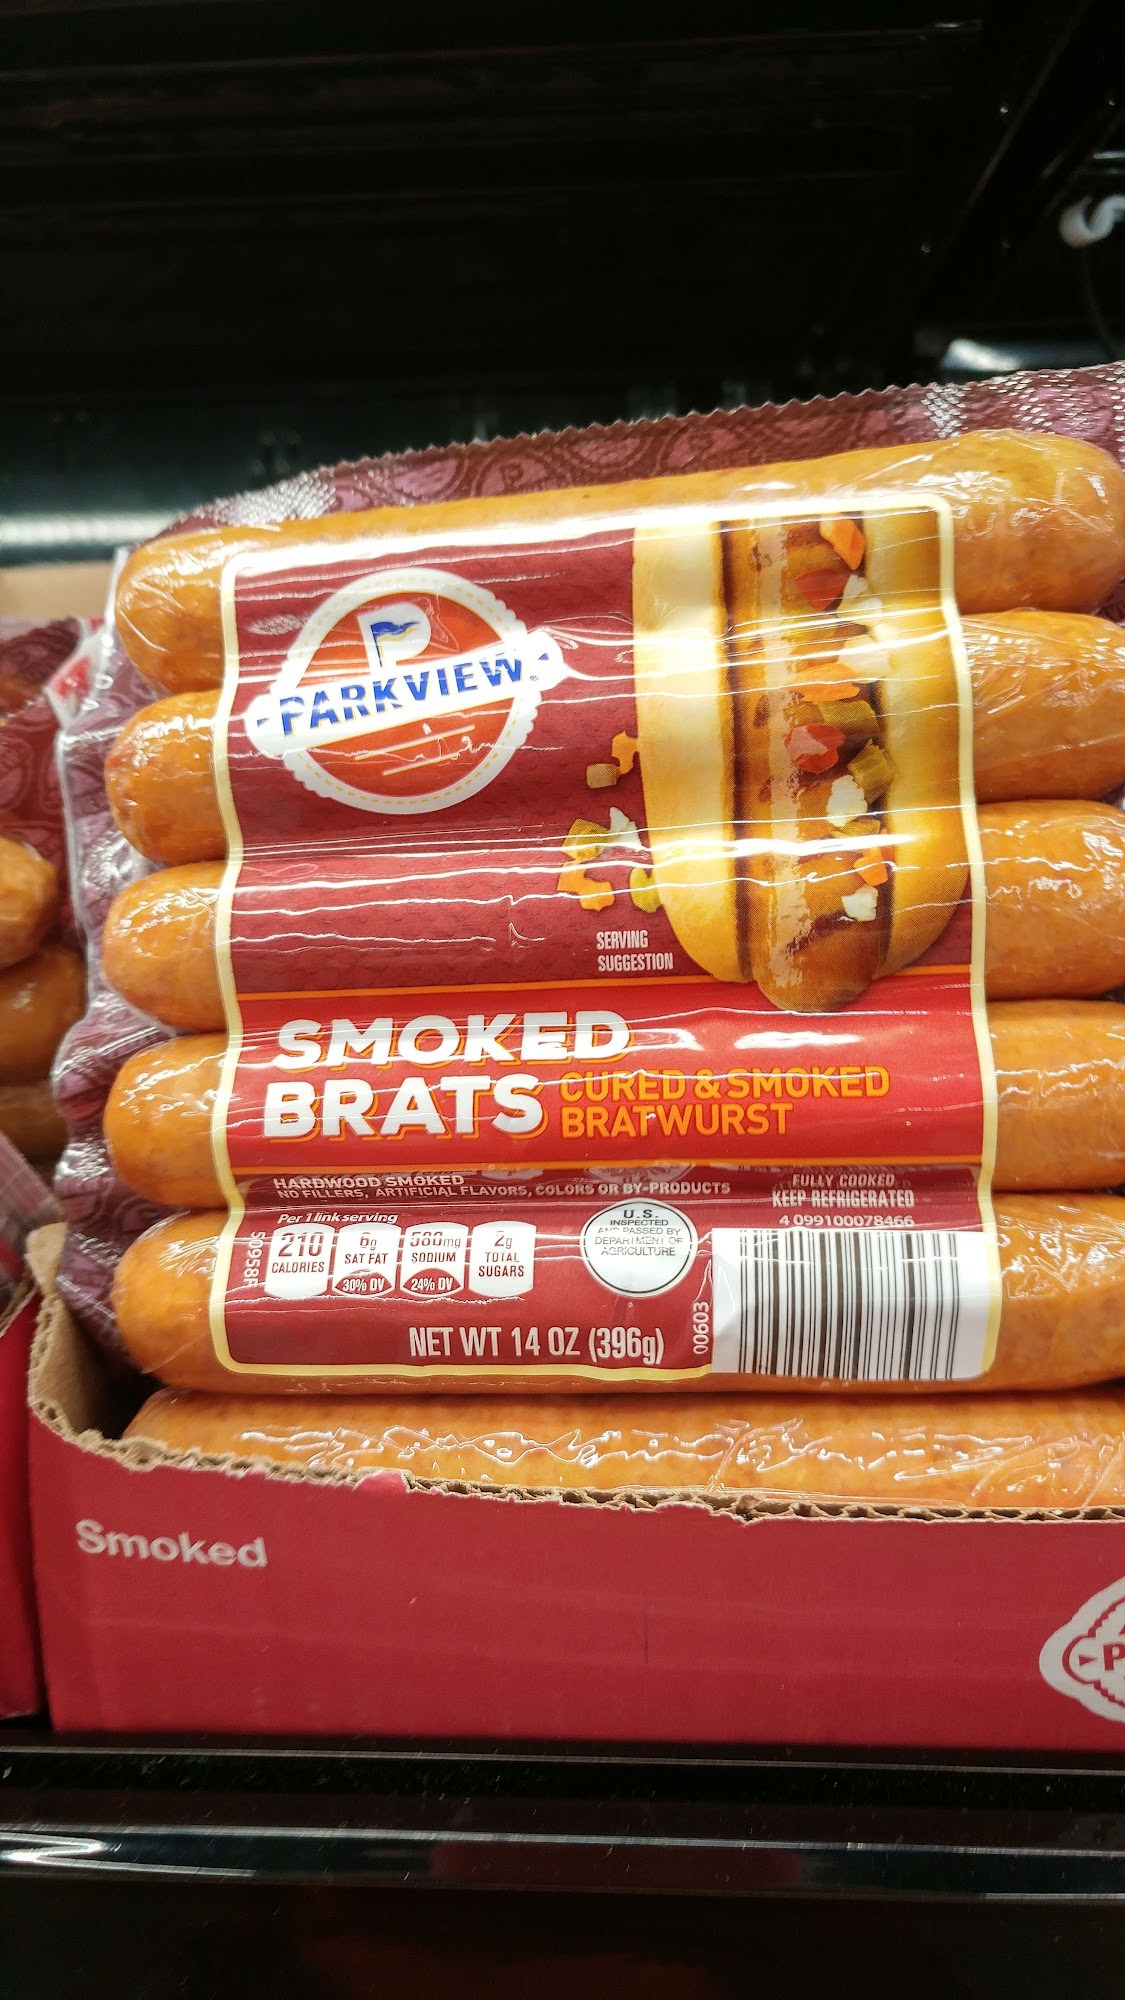 P
PARKVIEW®
SERVING
SUGGESTION
SMOKED
BRATS
CURED & SMOKED
BRATWURST
HARDWOOD SMOKED
NO FILLERS, ARTIFICIAL FLAVORS, COLORS OR BY-PRODUCTS
FULLY COOKED
KEEP REFRIGERATED
4 099100078466
Per 1 link serving
210
CALORIES
6g
SAT FAT
30% DV
580mg
SODIUM
24% DV
2g
TOTAL
SUGARS
U.S.
INSPECTED
AND PASSED BY
DEPARTMENT OF
AGRICULTURE
50958F
00603
NET WT 14 OZ (396g)
Smoked